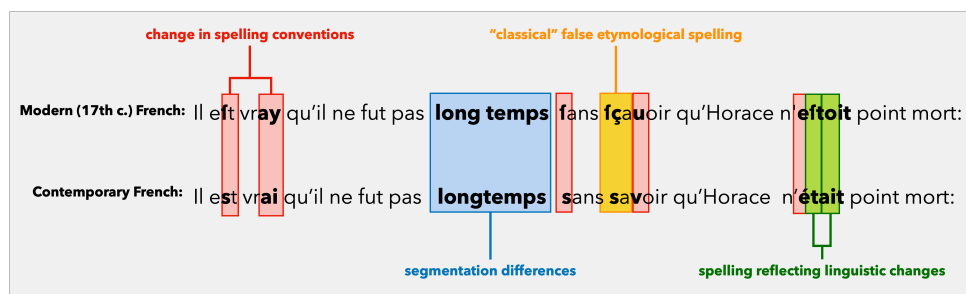 change in spelling conventions
“classical” false etymological spelling
Modern (17th c.) French: Il eſt vray qu’il ne fut pas long temps ſans ſçauoir qu’Horace n'eſtoit point mort:
Contemporary French: Il est vrai qu’il ne fut pas longtemps sans savoir qu’Horace n’était point mort:
segmentation differences
spelling reflecting linguistic changes